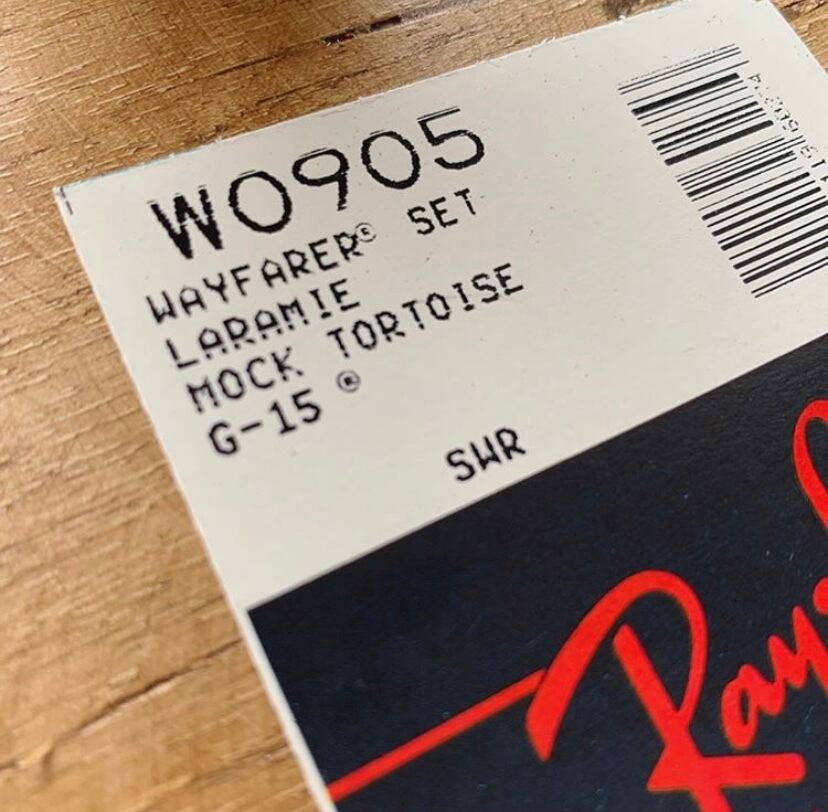 W0905
WAYFARER® SET
LARAMIE
MOCK TORTOISE
G-15 ®
SWR